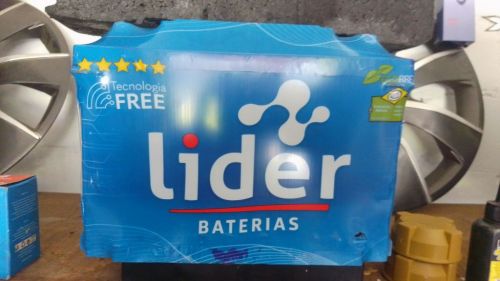 Tecnologia
FREE
lider
BATERIAS